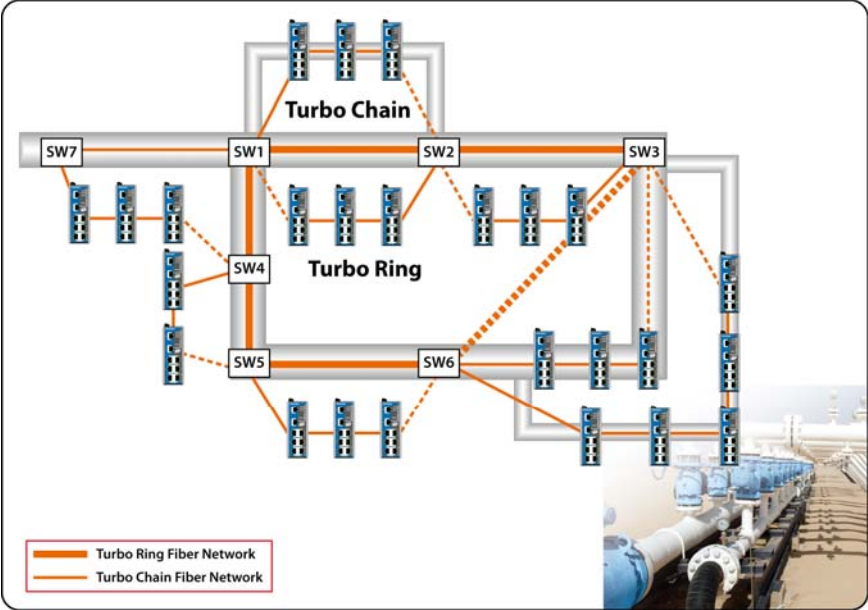 Turbo Chain
SW7
SW1
SW2
SW3
Turbo Ring
SW4
SW5
SW6
Turbo Ring Fiber Network
Turbo Chain Fiber Network